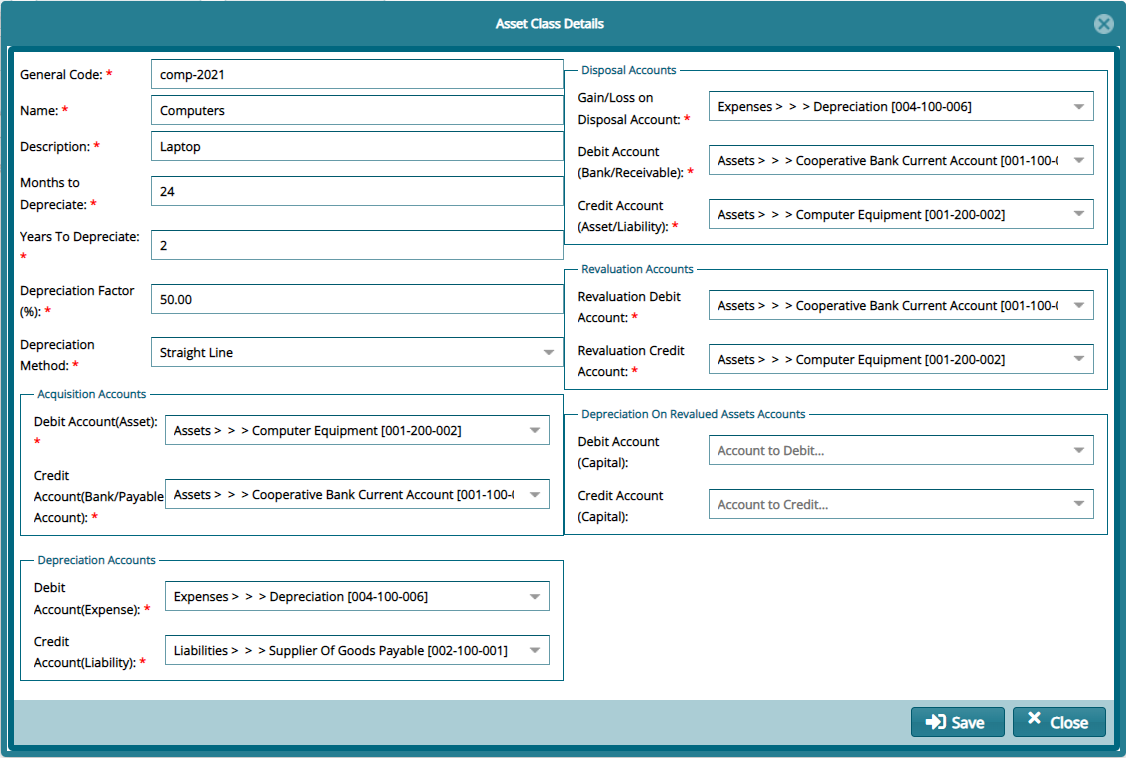 Asset Class Details
General Code: *
comp-2021
Name: *
Computers
Description: *
Laptop
Months to
Depreciate: *
24
Years To Depreciate:
*
2
Depreciation Factor
(%): *
50.00
Depreciation
Method: *
Straight Line
Acquisition Accounts
Debit Account(Asset):
*
Assets > > > Computer Equipment [001-200-002]
Credit
Account(Bank/Payable
Account): *
Assets > > > Cooperative Bank Current Account [001-100-
Depreciation Accounts
Debit
Account(Expense): *
Expenses > > > Depreciation [004-100-006]
Credit
Account(Liability): *
Liabilities > > > Supplier Of Goods Payable [002-100-001]
Disposal Accounts
Gain/Loss on
Disposal Account: *
Expenses > > > Depreciation [004-100-006]
Debit Account
(Bank/Receivable): *
Assets > > > Cooperative Bank Current Account [001-100-
Credit Account
(Asset/Liability): *
Assets > > > Computer Equipment [001-200-002]
Revaluation Accounts
Revaluation Debit
Account: *
Assets > > > Cooperative Bank Current Account [001-100-
Revaluation Credit
Account: *
Assets > > > Computer Equipment [001-200-002]
Depreciation On Revalued Assets Accounts
Debit Account
(Capital):
Account to Debit...
Credit Account
(Capital):
Account to Credit...
Save
Close